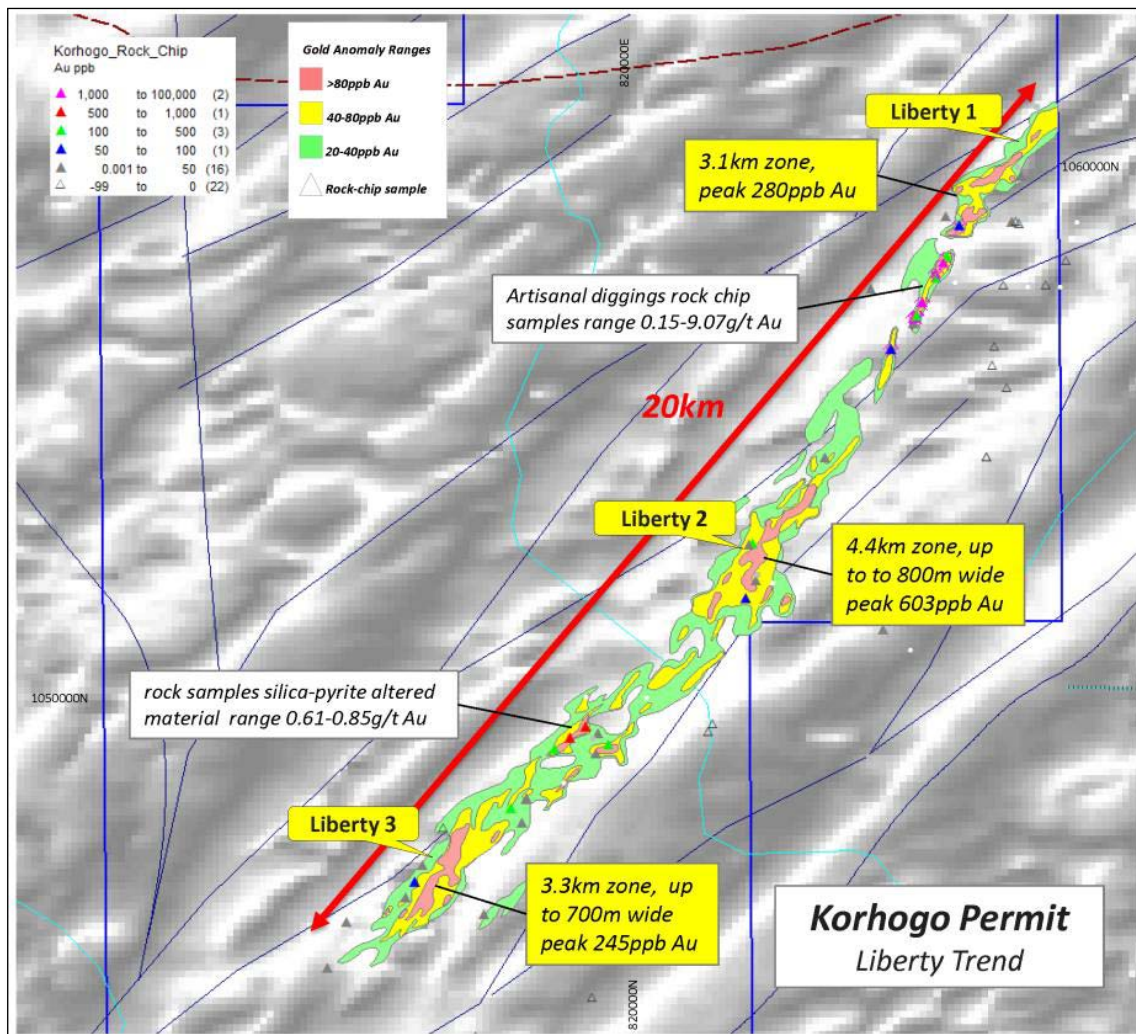 Korhogo_Rock_Chip
Au ppb
1,000 to 100,000 (2)
500 to 1,000 (1)
100 to 500 (3)
50 to 100 (1)
0.001 to 50 (16)
-99 to 0 (22)
Gold Anomaly Ranges
>80ppb Au
40-80ppb Au
20-40ppb Au
Rock-chip sample
820000E
Liberty 1
3.1km zone,
peak 280ppb Au
1060000N
Artisanal diggings rock chip
samples range 0.15-9.07g/t Au
20km
Liberty 2
4.4km zone, up
to to 800m wide
peak 603ppb Au
1050000N
rock samples silica-pyrite altered
material range 0.61-0.85g/t Au
Liberty 3
3.3km zone, up
to 700m wide
peak 245ppb Au
820000N
Korhogo Permit
Liberty Trend